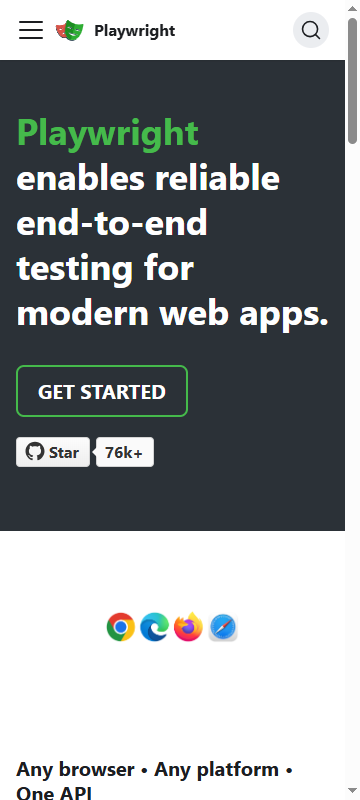 Playwright
Playwright
enables reliable
end-to-end
testing for
modern web apps.
GET STARTED
Star 76k+
Any browser • Any platform •
One API